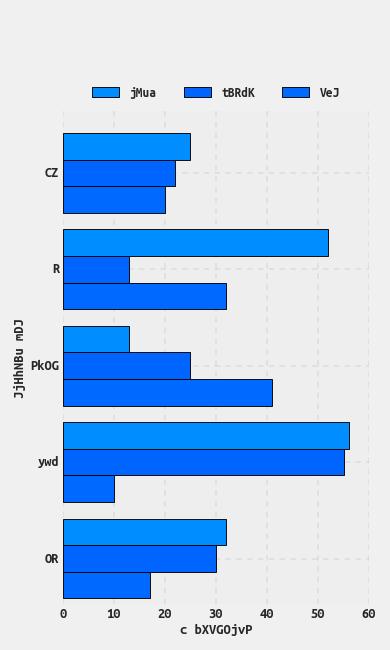 jMua tBRdK VeJ
CZ
R
PkOG
ywd
OR
JjHhNBu mDJ
0 10 20 30 40 50 60
c bXVGOjvP